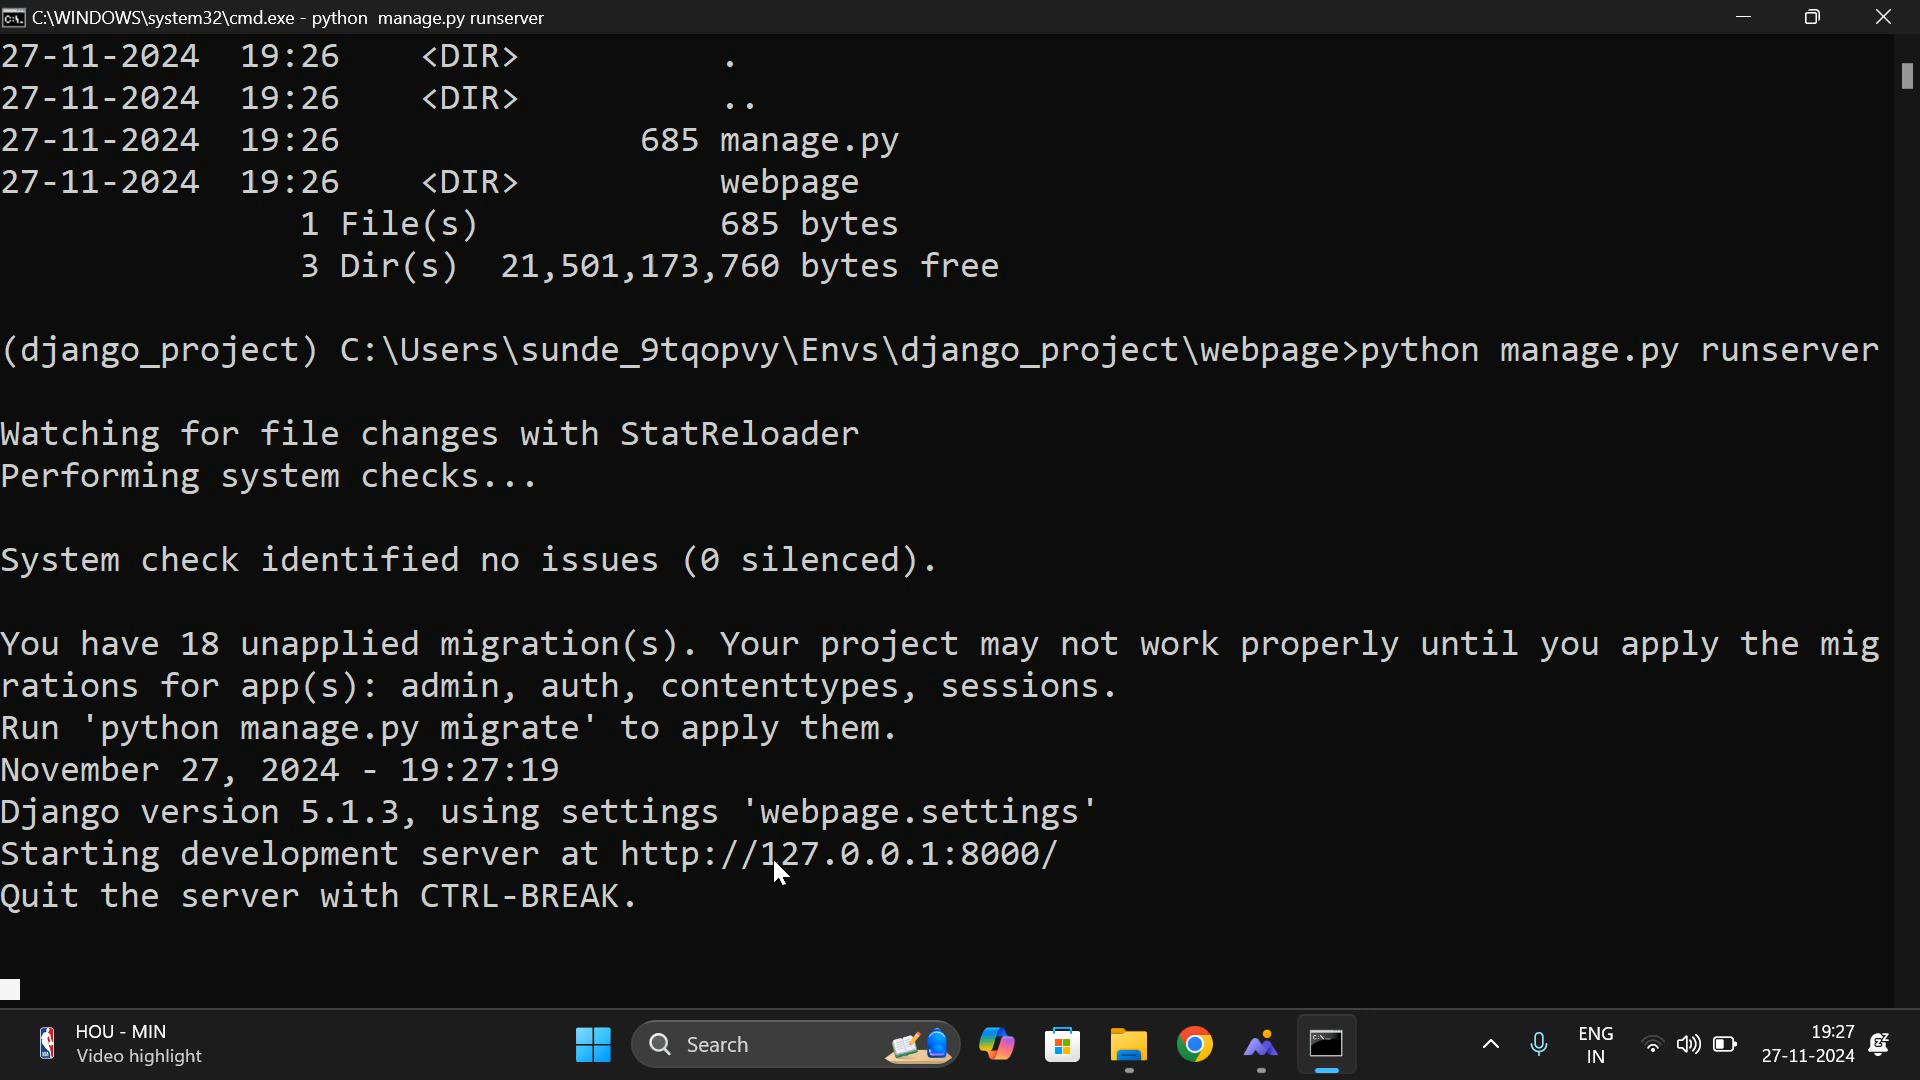 C:\WINDOWS\system32\cmd.exe - python  manage.py runserver
27-11-2024  19:26    <DIR>          .
27-11-2024  19:26    <DIR>          ..
27-11-2024  19:26               685 manage.py
27-11-2024  19:26    <DIR>          webpage
               1 File(s)            685 bytes
               3 Dir(s)  21,501,173,760 bytes free
(django_project) C:\Users\sunde_9tqopvy\Envs\django_project\webpage>python manage.py runserver
Watching for file changes with StatReloader
Performing system checks...
System check identified no issues (0 silenced).
You have 18 unapplied migration(s). Your project may not work properly until you apply the mig
rations for app(s): admin, auth, contenttypes, sessions.
Run 'python manage.py migrate' to apply them.
November 27, 2024 - 19:27:19
Django version 5.1.3, using settings 'webpage.settings'
Starting development server at http://127.0.0.1:8000/
Quit the server with CTRL-BREAK.
HOU - MIN
Video highlight
Search
ENG
IN
19:27
27-11-2024